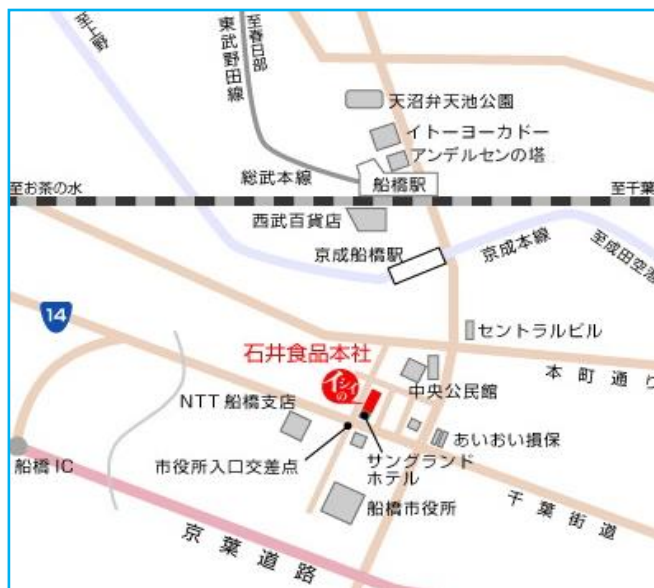 至上野
東武野田線
至春日部
天沼弁天池公園
イトーヨーカドー
アンデルセンの塔
総武本線
船橋駅
至お茶の水
至千葉
西武百貨店
京成船橋駅
京成本線
至成田空港
14
セントラルビル
石井食品本社
イシイの
本町通り
中央公民館
NTT船橋支店
あいおい損保
市役所入口交差点
サングランド
ホテル
船橋IC
船橋市役所
千葉街道
京葉道路